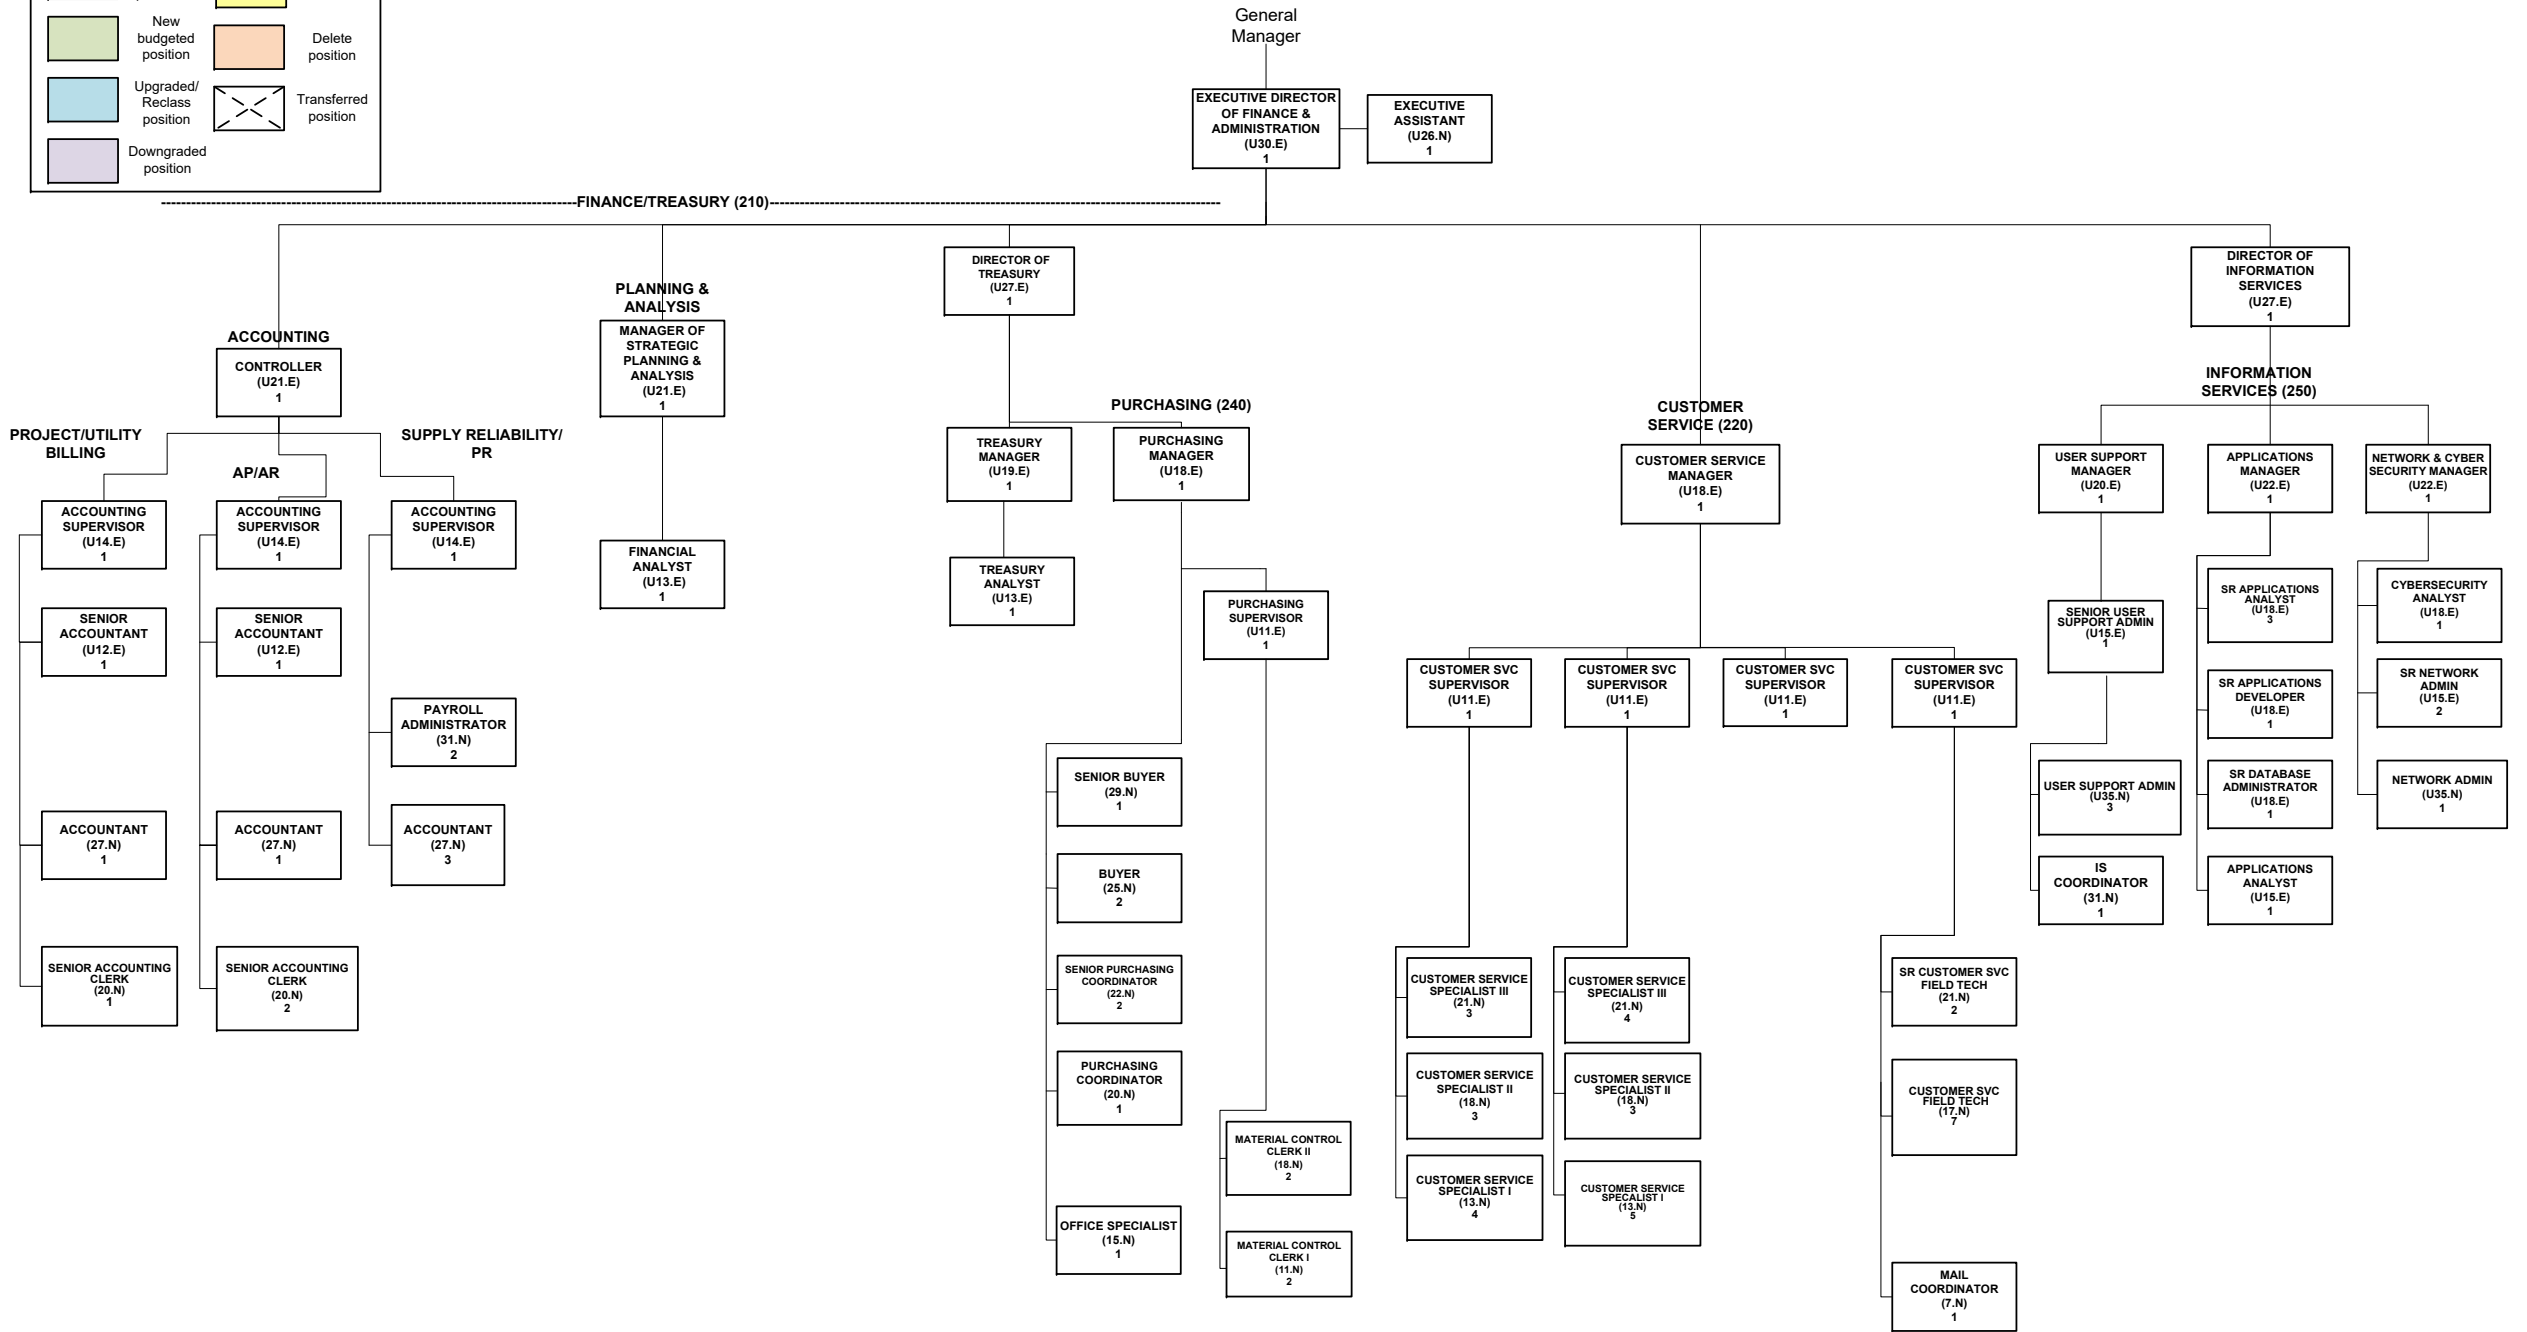 New
budgeted
position
Delete
position
Upgraded/
Reclass
position
Transferred
position
Downgraded
position
General
Manager
EXECUTIVE DIRECTOR
OF FINANCE &
ADMINISTRATION
(U30.E)
1
EXECUTIVE
ASSISTANT
(U26.N)
1
FINANCE/TREASURY (210)
ACCOUNTING
CONTROLLER
(U21.E)
1
PROJECT/UTILITY
BILLING
AP/AR
SUPPLY RELIABILITY/
PR
ACCOUNTING
SUPERVISOR
(U14.E)
1
SENIOR
ACCOUNTANT
(U12.E)
1
ACCOUNTANT
(27.N)
1
SENIOR ACCOUNTING
CLERK
(20.N)
1
ACCOUNTING
SUPERVISOR
(U14.E)
1
SENIOR
ACCOUNTANT
(U12.E)
1
ACCOUNTANT
(27.N)
1
SENIOR ACCOUNTING
CLERK
(20.N)
2
ACCOUNTING
SUPERVISOR
(U14.E)
1
PAYROLL
ADMINISTRATOR
(31.N)
2
ACCOUNTANT
(27.N)
3
PLANNING &
ANALYSIS
MANAGER OF
STRATEGIC
PLANNING &
ANALYSIS
(U21.E)
1
FINANCIAL
ANALYST
(U13.E)
1
DIRECTOR OF
TREASURY
(U27.E)
1
TREASURY
MANAGER
(U19.E)
1
TREASURY
ANALYST
(U13.E)
1
PURCHASING (240)
PURCHASING
MANAGER
(U18.E)
1
PURCHASING
SUPERVISOR
(U11.E)
1
SENIOR BUYER
(29.N)
1
BUYER
(25.N)
2
SENIOR PURCHASING
COORDINATOR
(22.N)
2
PURCHASING
COORDINATOR
(20.N)
1
OFFICE SPECIALIST
(15.N)
1
MATERIAL CONTROL
CLERK II
(18.N)
2
MATERIAL CONTROL
CLERK I
(11.N)
2
CUSTOMER
SERVICE (220)
CUSTOMER SERVICE
MANAGER
(U18.E)
1
CUSTOMER SVC
SUPERVISOR
(U11.E)
1
CUSTOMER SERVICE
SPECIALIST III
(21.N)
3
CUSTOMER SERVICE
SPECIALIST II
(18.N)
3
CUSTOMER SERVICE
SPECIALIST I
(13.N)
4
CUSTOMER SVC
SUPERVISOR
(U11.E)
1
CUSTOMER SERVICE
SPECIALIST III
(21.N)
4
CUSTOMER SERVICE
SPECIALIST II
(18.N)
3
CUSTOMER SERVICE
SPECALIST I
(13.N)
5
CUSTOMER SVC
SUPERVISOR
(U11.E)
1
CUSTOMER SVC
SUPERVISOR
(U11.E)
1
SR CUSTOMER SVC
FIELD TECH
(21.N)
2
CUSTOMER SVC
FIELD TECH
(17.N)
7
MAIL
COORDINATOR
(7.N)
1
DIRECTOR OF
INFORMATION
SERVICES
(U27.E)
1
INFORMATION
SERVICES (250)
USER SUPPORT
MANAGER
(U20.E)
1
SENIOR USER
SUPPORT ADMIN
(U15.E)
1
USER SUPPORT ADMIN
(U35.N)
3
IS
COORDINATOR
(31.N)
1
APPLICATIONS
MANAGER
(U22.E)
1
SR APPLICATIONS
ANALYST
(U18.E)
3
SR APPLICATIONS
DEVELOPER
(U18.E)
1
SR DATABASE
ADMINISTRATOR
(U18.E)
1
APPLICATIONS
ANALYST
(U15.E)
1
NETWORK & CYBER
SECURITY MANAGER
(U22.E)
1
CYBERSECURITY
ANALYST
(U18.E)
1
SR NETWORK
ADMIN
(U15.E)
2
NETWORK ADMIN
(U35.N)
1